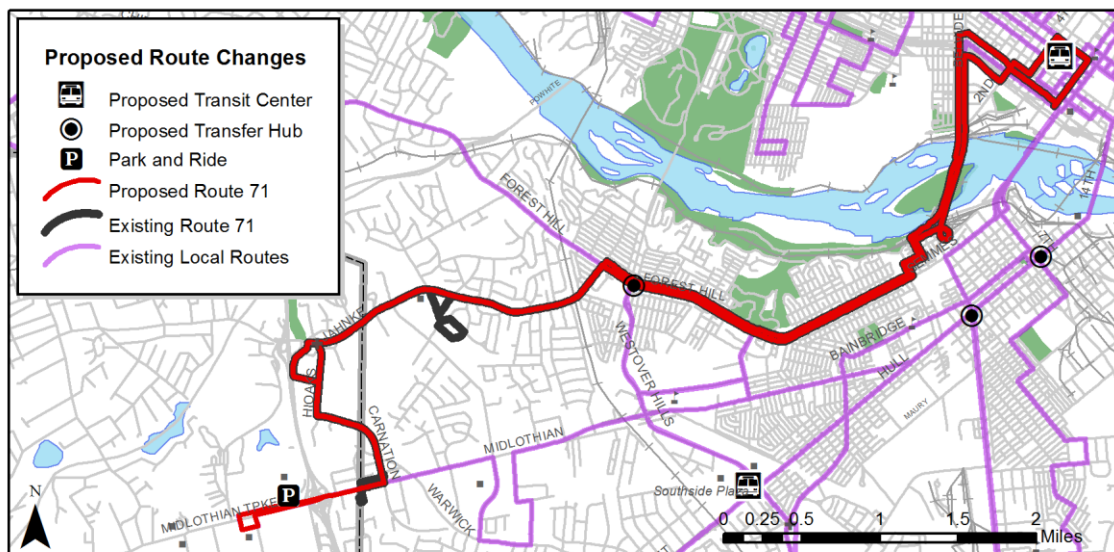 Proposed Route Changes
Proposed Transit Center
Proposed Transfer Hub
P
Park and Ride
Proposed Route 71
Existing Route 71
Existing Local Routes
POWHITE
2ND
14TH
7TH
FOREST HILL
FOREST HILL
JAHNKE
WESTOVER HILLS
BAINBRIDGE
HULL
MAURY
HIOAKS
CARNATION
MIDLOTHIAN
WARWICK
MIDLOTHIAN TPKE
P
Southside Plaza
N
0 0.25 0.5 1 1.5 2
Miles